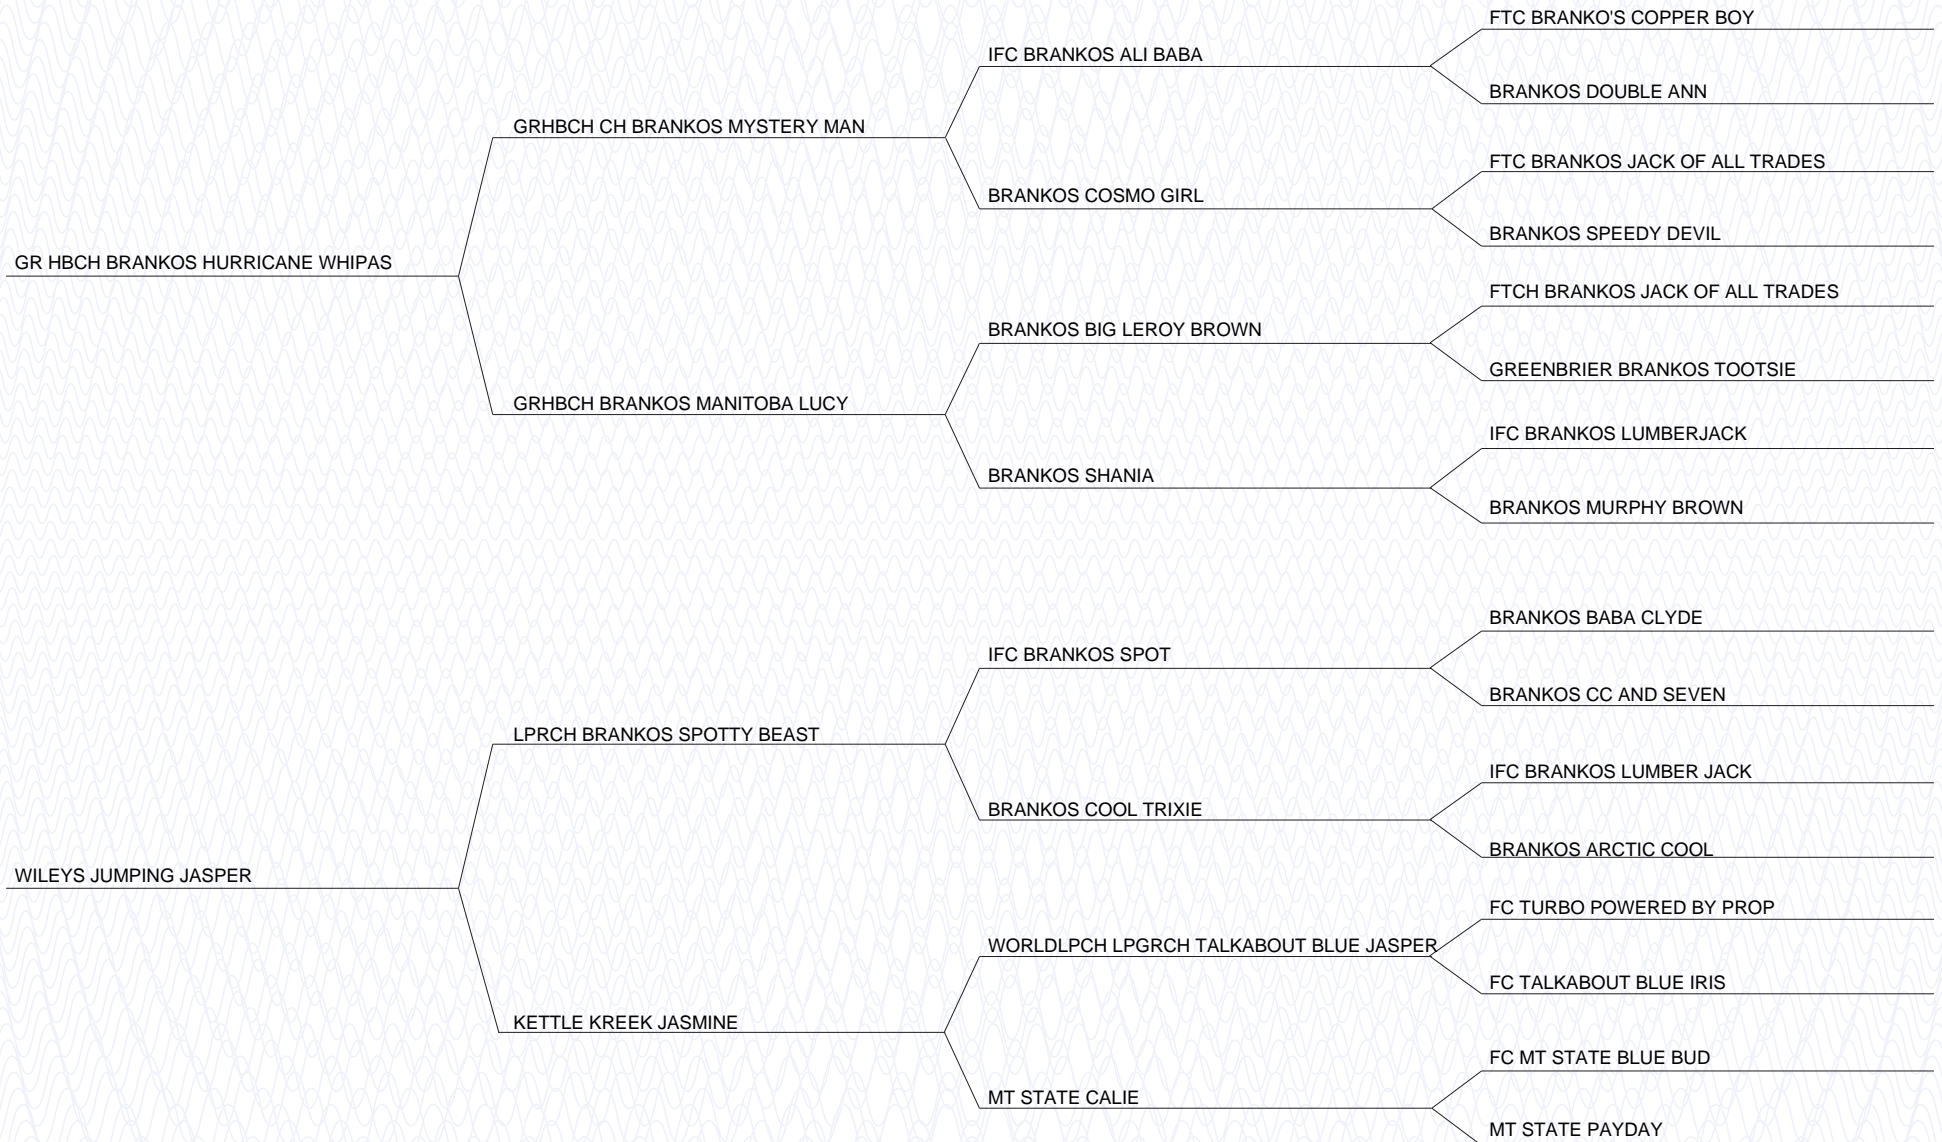 FTC BRANKO'S COPPER BOY
IFC BRANKOS ALI BABA
BRANKOS DOUBLE ANN
GRHBCH CH BRANKOS MYSTERY MAN
FTC BRANKOS JACK OF ALL TRADES
BRANKOS COSMO GIRL
BRANKOS SPEEDY DEVIL
GR HBCH BRANKOS HURRICANE WHIPAS
FTCH BRANKOS JACK OF ALL TRADES
BRANKOS BIG LEROY BROWN
GREENBRIER BRANKOS TOOTSIE
GRHBCH BRANKOS MANITOBA LUCY
IFC BRANKOS LUMBERJACK
BRANKOS SHANIA
BRANKOS MURPHY BROWN
BRANKOS BABA CLYDE
IFC BRANKOS SPOT
BRANKOS CC AND SEVEN
LPRCH BRANKOS SPOTTY BEAST
IFC BRANKOS LUMBER JACK
BRANKOS COOL TRIXIE
BRANKOS ARCTIC COOL
WILEYS JUMPING JASPER
FC TURBO POWERED BY PROP
WORLDLPCH LPGRCH TALKABOUT BLUE JASPER
FC TALKABOUT BLUE IRIS
KETTLE KREEK JASMINE
FC MT STATE BLUE BUD
MT STATE CALIE
MT STATE PAYDAY